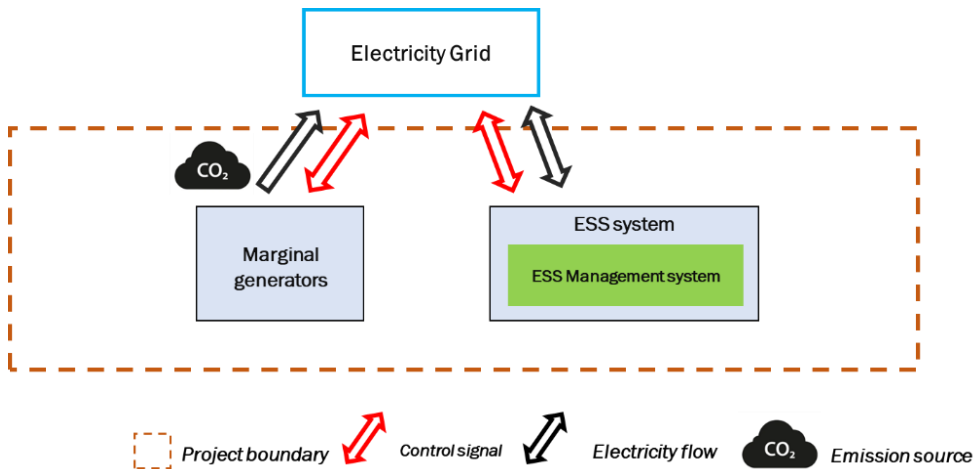 Electricity Grid
CO₂
Marginal
generators
ESS system
ESS Management system
Project boundary
Control signal
Electricity flow
CO₂
Emission source